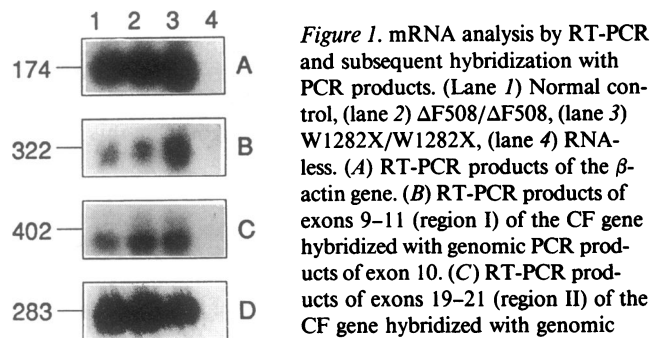 1 2 3 4
174 A
322 B
402 C
283 D
Figure 1. mRNA analysis by RT-PCR
and subsequent hybridization with
PCR products. (Lane 1) Normal con-
trol, (lane 2) ΔF508/ΔF508, (lane 3)
W1282X/W1282X, (lane 4) RNA-
less. (A) RT-PCR products of the β-
actin gene. (B) RT-PCR products of
exons 9–11 (region I) of the CF gene
hybridized with genomic PCR prod-
ucts of exon 10. (C) RT-PCR prod-
ucts of exons 19–21 (region II) of the
CF gene hybridized with genomic